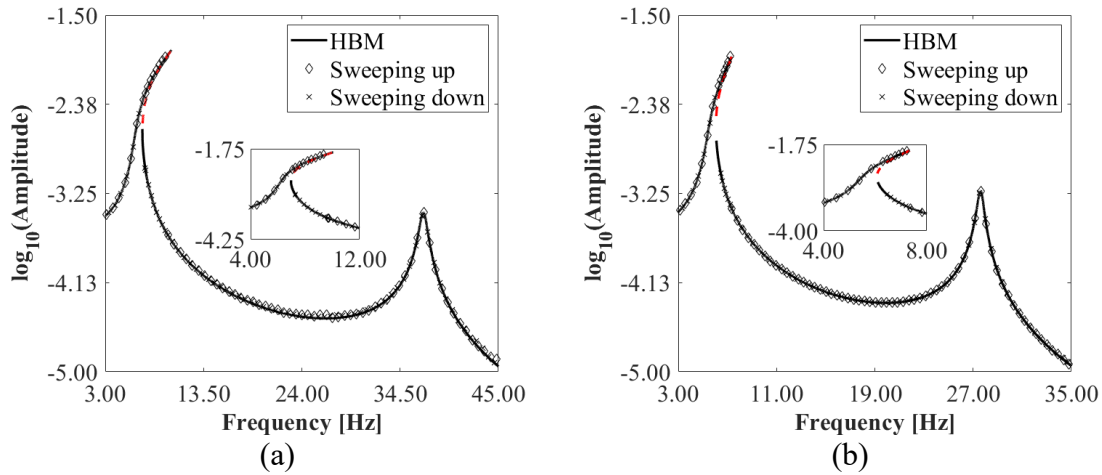 -1.50
-2.38
-3.25
-4.13
-5.00
log10(Amplitude)
HBM
Sweeping up
Sweeping down
-1.75
-4.25
4.00 12.00
3.00 13.50 24.00 34.50 45.00
Frequency [Hz]
(a)
-1.50
-2.38
-3.25
-4.13
-5.00
log10(Amplitude)
HBM
Sweeping up
Sweeping down
-1.75
-4.00
4.00 8.00
3.00 11.00 19.00 27.00 35.00
Frequency [Hz]
(b)